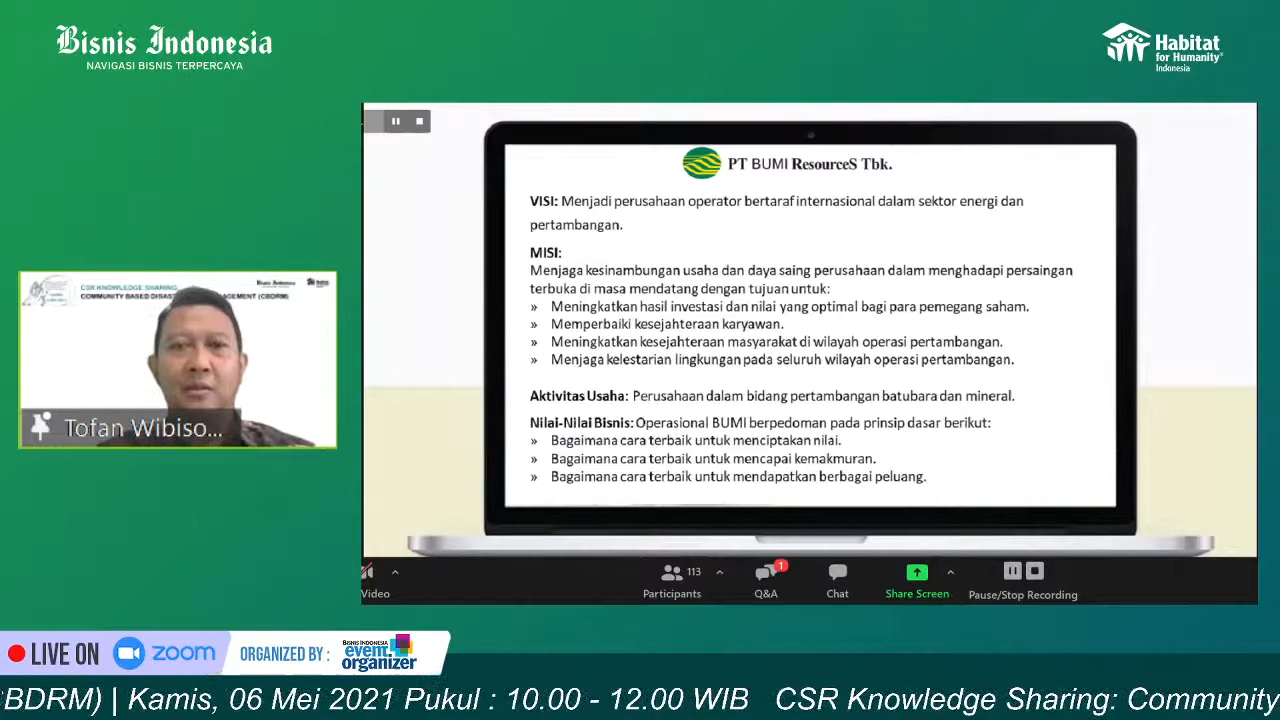 Bisnis Indonesia
NAVIGASI BISNIS TERPERCAYA
Habitat
for Humanity®
Indonesia
PT BUMI ResourceS Tbk.
VISI: Menjadi perusahaan operator bertaraf internasional dalam sektor energi dan
pertambangan.
MISI:
Menjaga kesinambungan usaha dan daya saing perusahaan dalam menghadapi persaingan
terbuka di masa mendatang dengan tujuan untuk:
» Meningkatkan hasil investasi dan nilai yang optimal bagi para pemegang saham.
» Memperbaiki kesejahteraan karyawan.
» Meningkatkan kesejahteraan masyarakat di wilayah operasi pertambangan.
» Menjaga kelestarian lingkungan pada seluruh wilayah operasi pertambangan.
Aktivitas Usaha: Perusahaan dalam bidang pertambangan batubara dan mineral.
Nilai-Nilai Bisnis: Operasional BUMI berpedoman pada prinsip dasar berikut:
» Bagaimana cara terbaik untuk menciptakan nilai.
» Bagaimana cara terbaik untuk mencapai kemakmuran.
» Bagaimana cara terbaik untuk mendapatkan berbagai peluang.
CSR KNOWLEDGE SHARING
COMMUNITY BASED (CBDRM)
Tofan Wibiso...
113
1
Video
Participants
Q&A
Chat
Share Screen
Pause/Stop Recording
LIVE ON zoom
ORGANIZED BY :
BISNIS INDONESIA
event
organizer
CBDRM) | Kamis, 06 Mei 2021 Pukul : 10.00 - 12.00 WIB CSR Knowledge Sharing: Community